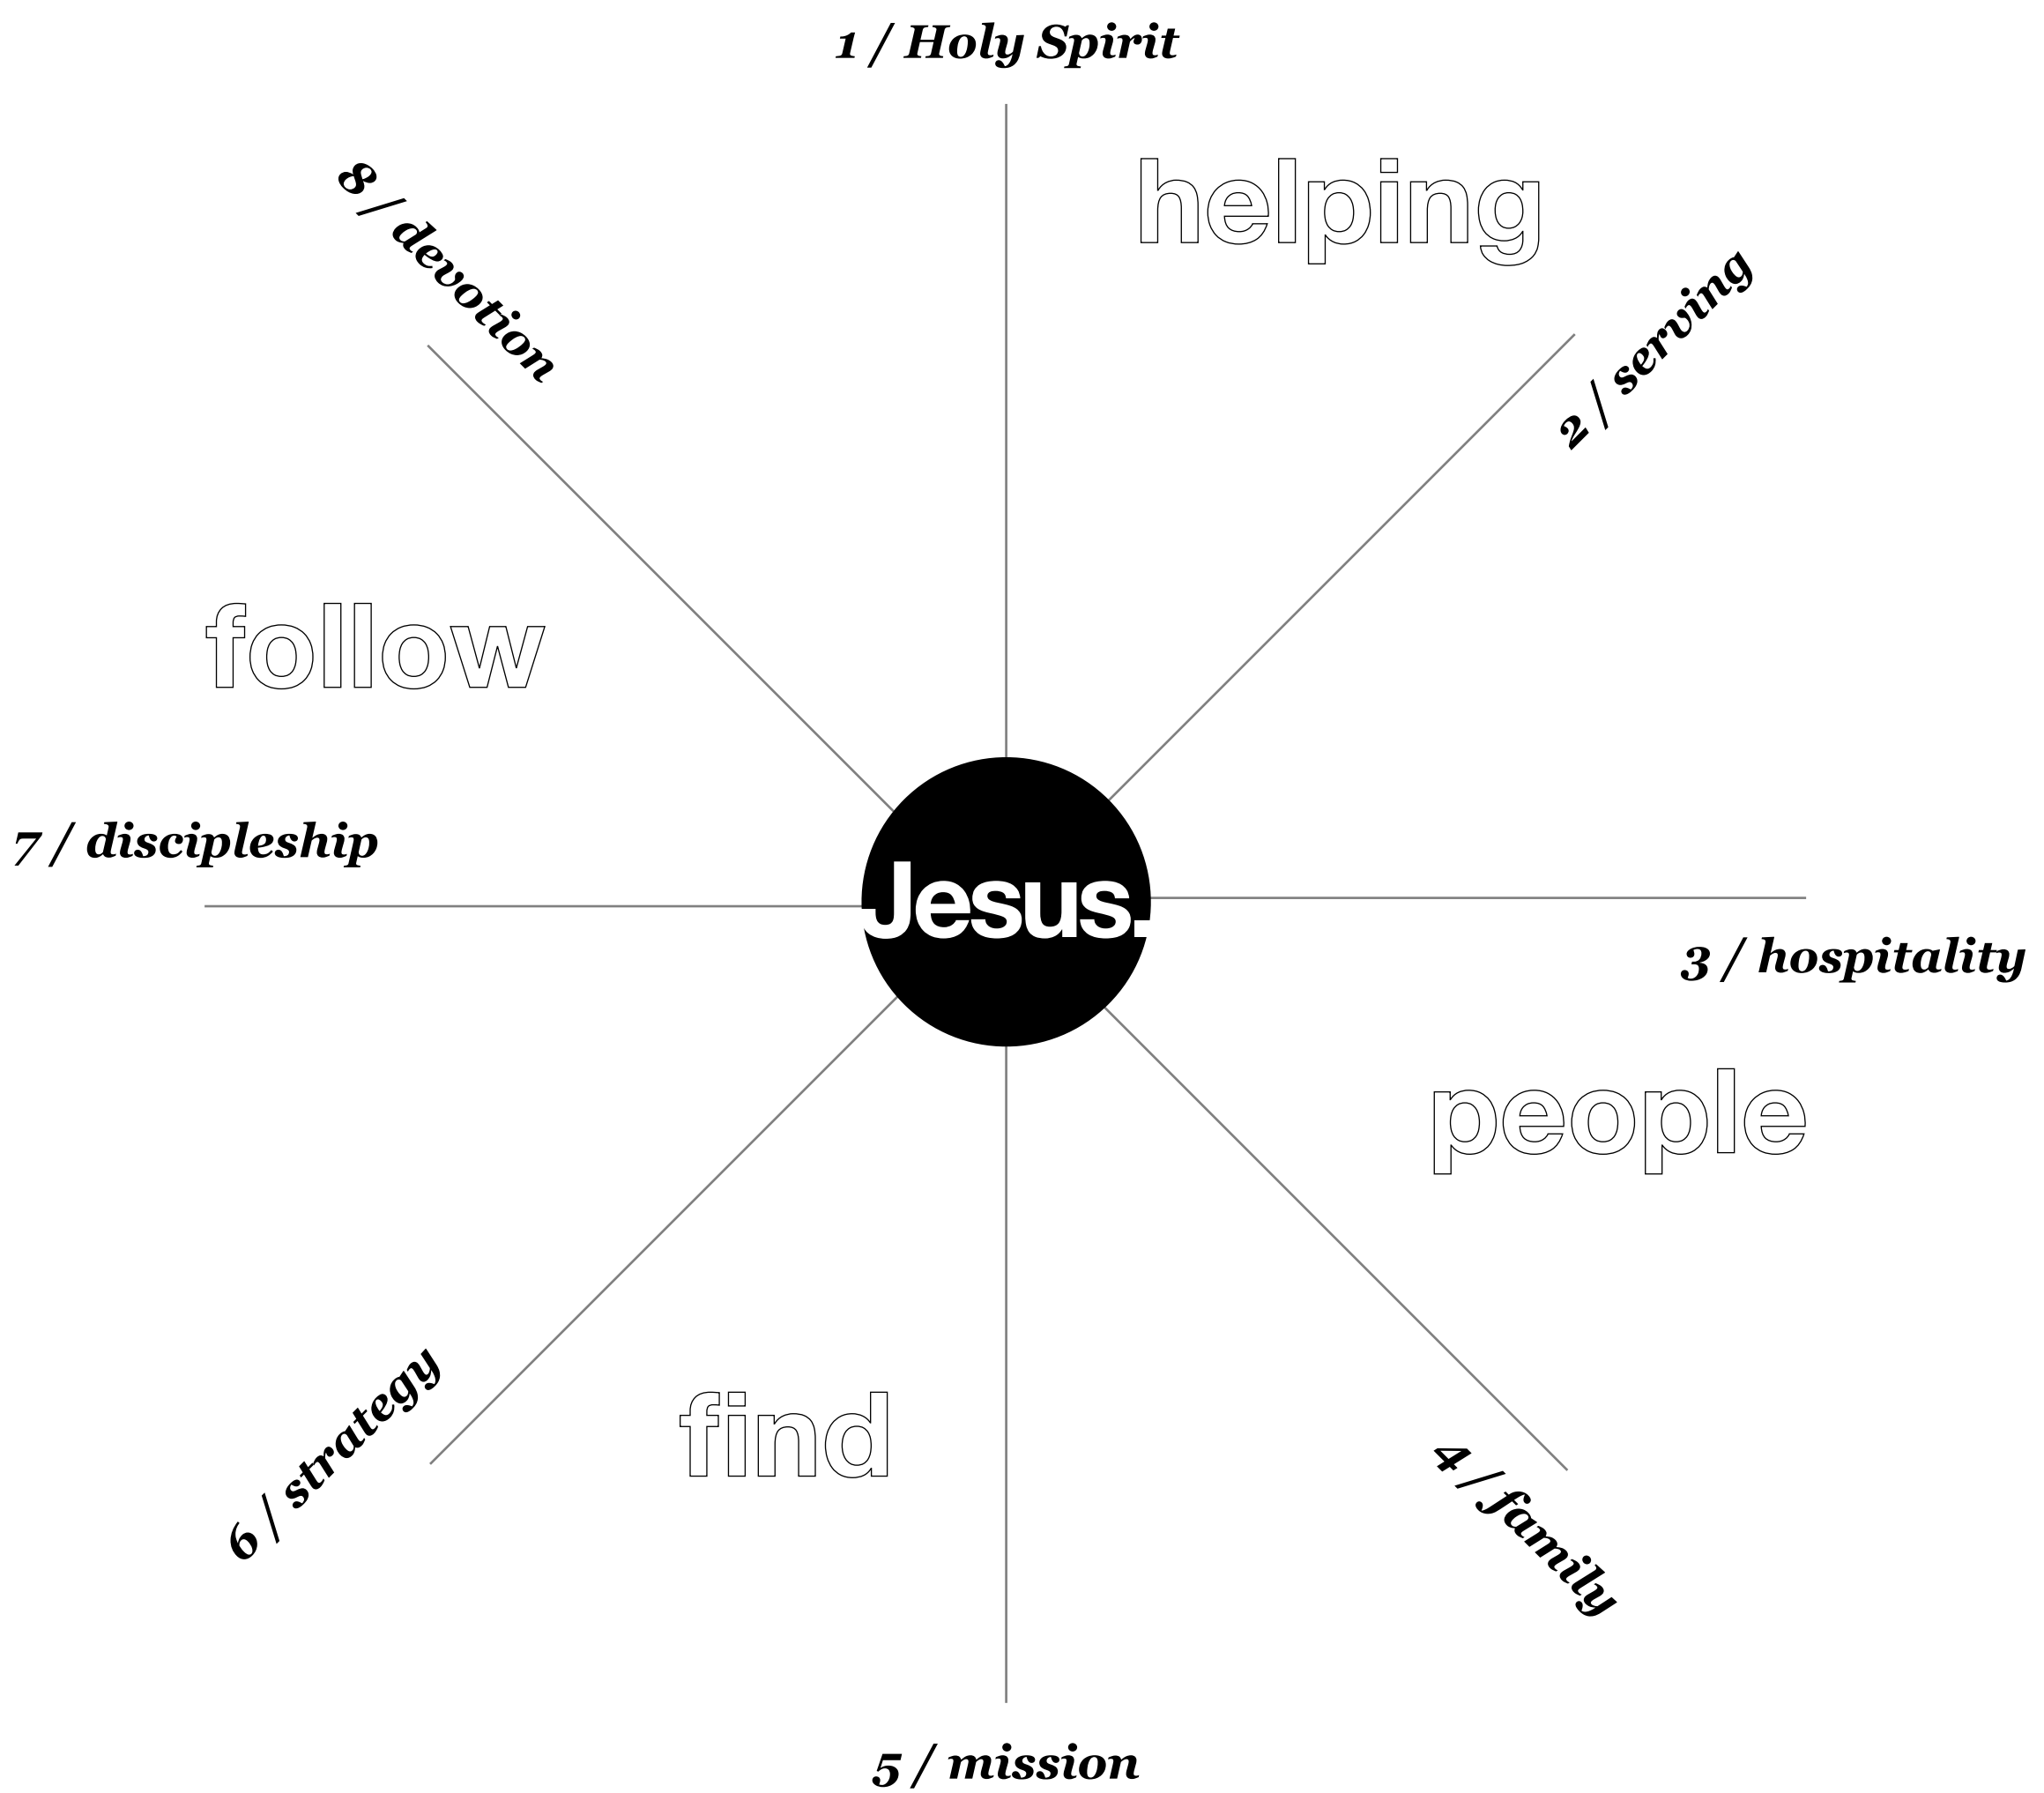 1 / Holy Spirit
helping
8 / devotion
2 / serving
follow
7 / discipleship
Jesus.
3 / hospitality
people
6 / strategy
find
4 / family
5 / mission